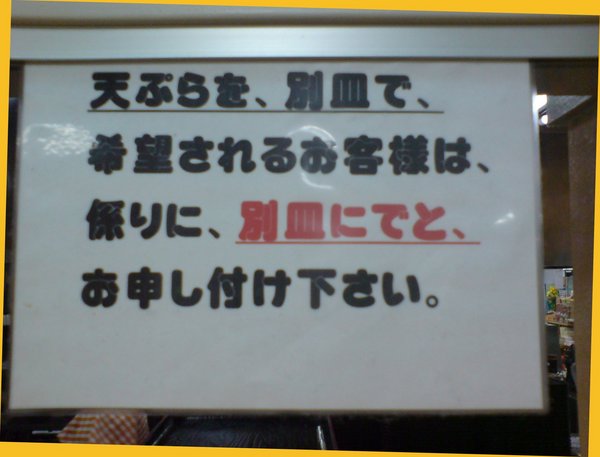 天ぷらを、別皿で、
希望されるお客様は、
係りに、別皿にでと、
お申し付け下さい。